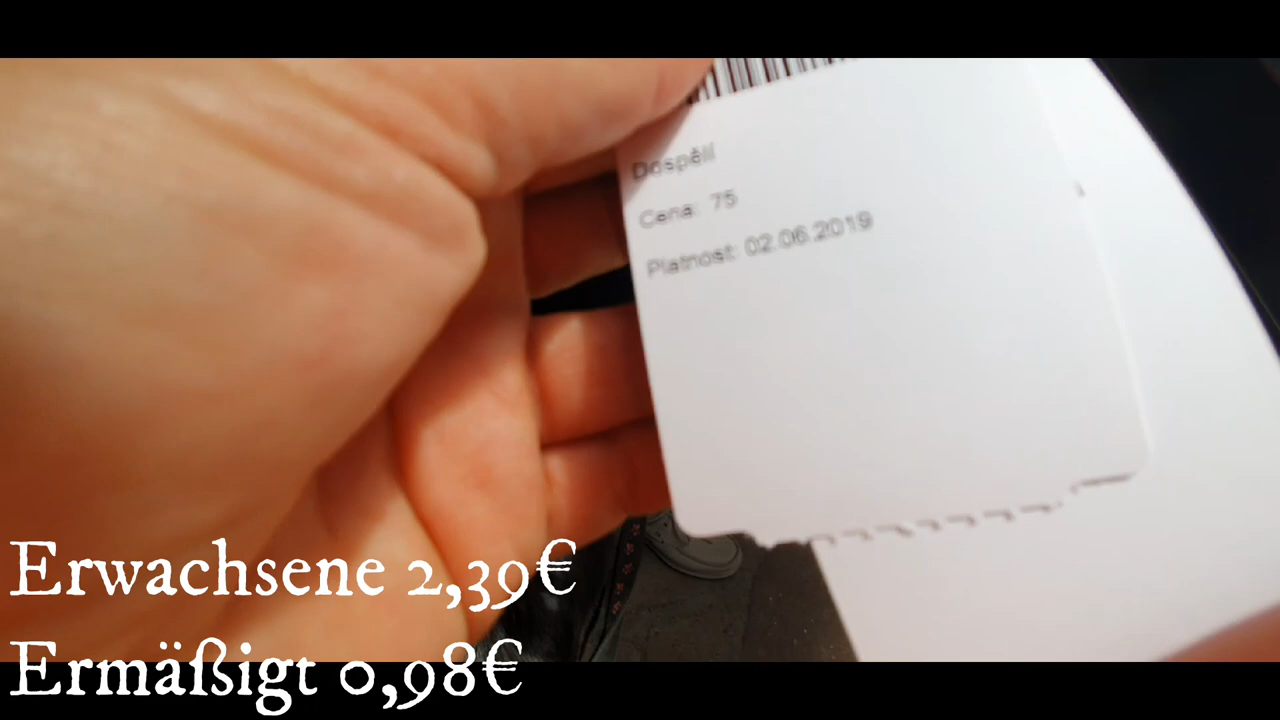 Dospělí
Cena: 75
Platnost: 02.06.2019
Erwachsene 2,39€
Ermäßigt 0,98€